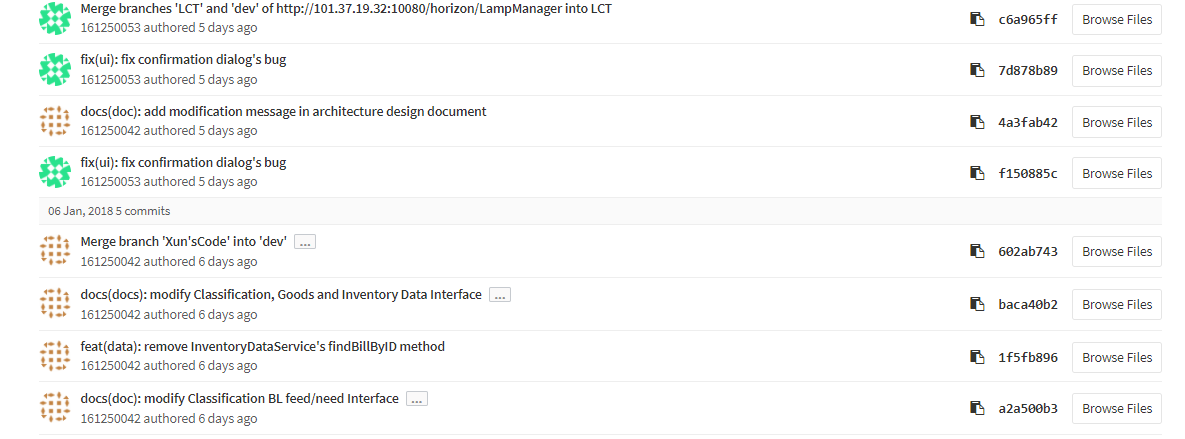 Merge branches 'LCT' and 'dev' of http://101.37.19.32:10080/horizon/LampManager into LCT
161250053 authored 5 days ago
c6a965ff
Browse Files
fix(ui): fix confirmation dialog's bug
161250053 authored 5 days ago
7d878b89
Browse Files
docs(doc): add modification message in architecture design document
161250042 authored 5 days ago
4a3fab42
Browse Files
fix(ui): fix confirmation dialog's bug
161250053 authored 5 days ago
f150885c
Browse Files
06 Jan, 2018 5 commits
Merge branch 'Xun'sCode' into 'dev' ...
161250042 authored 6 days ago
602ab743
Browse Files
docs(docs): modify Classification, Goods and Inventory Data Interface ...
161250042 authored 6 days ago
baca40b2
Browse Files
feat(data): remove InventoryDataService's findBillByID method
161250042 authored 6 days ago
1f5fb896
Browse Files
docs(doc): modify Classification BL feed/need Interface ...
161250042 authored 6 days ago
a2a500b3
Browse Files